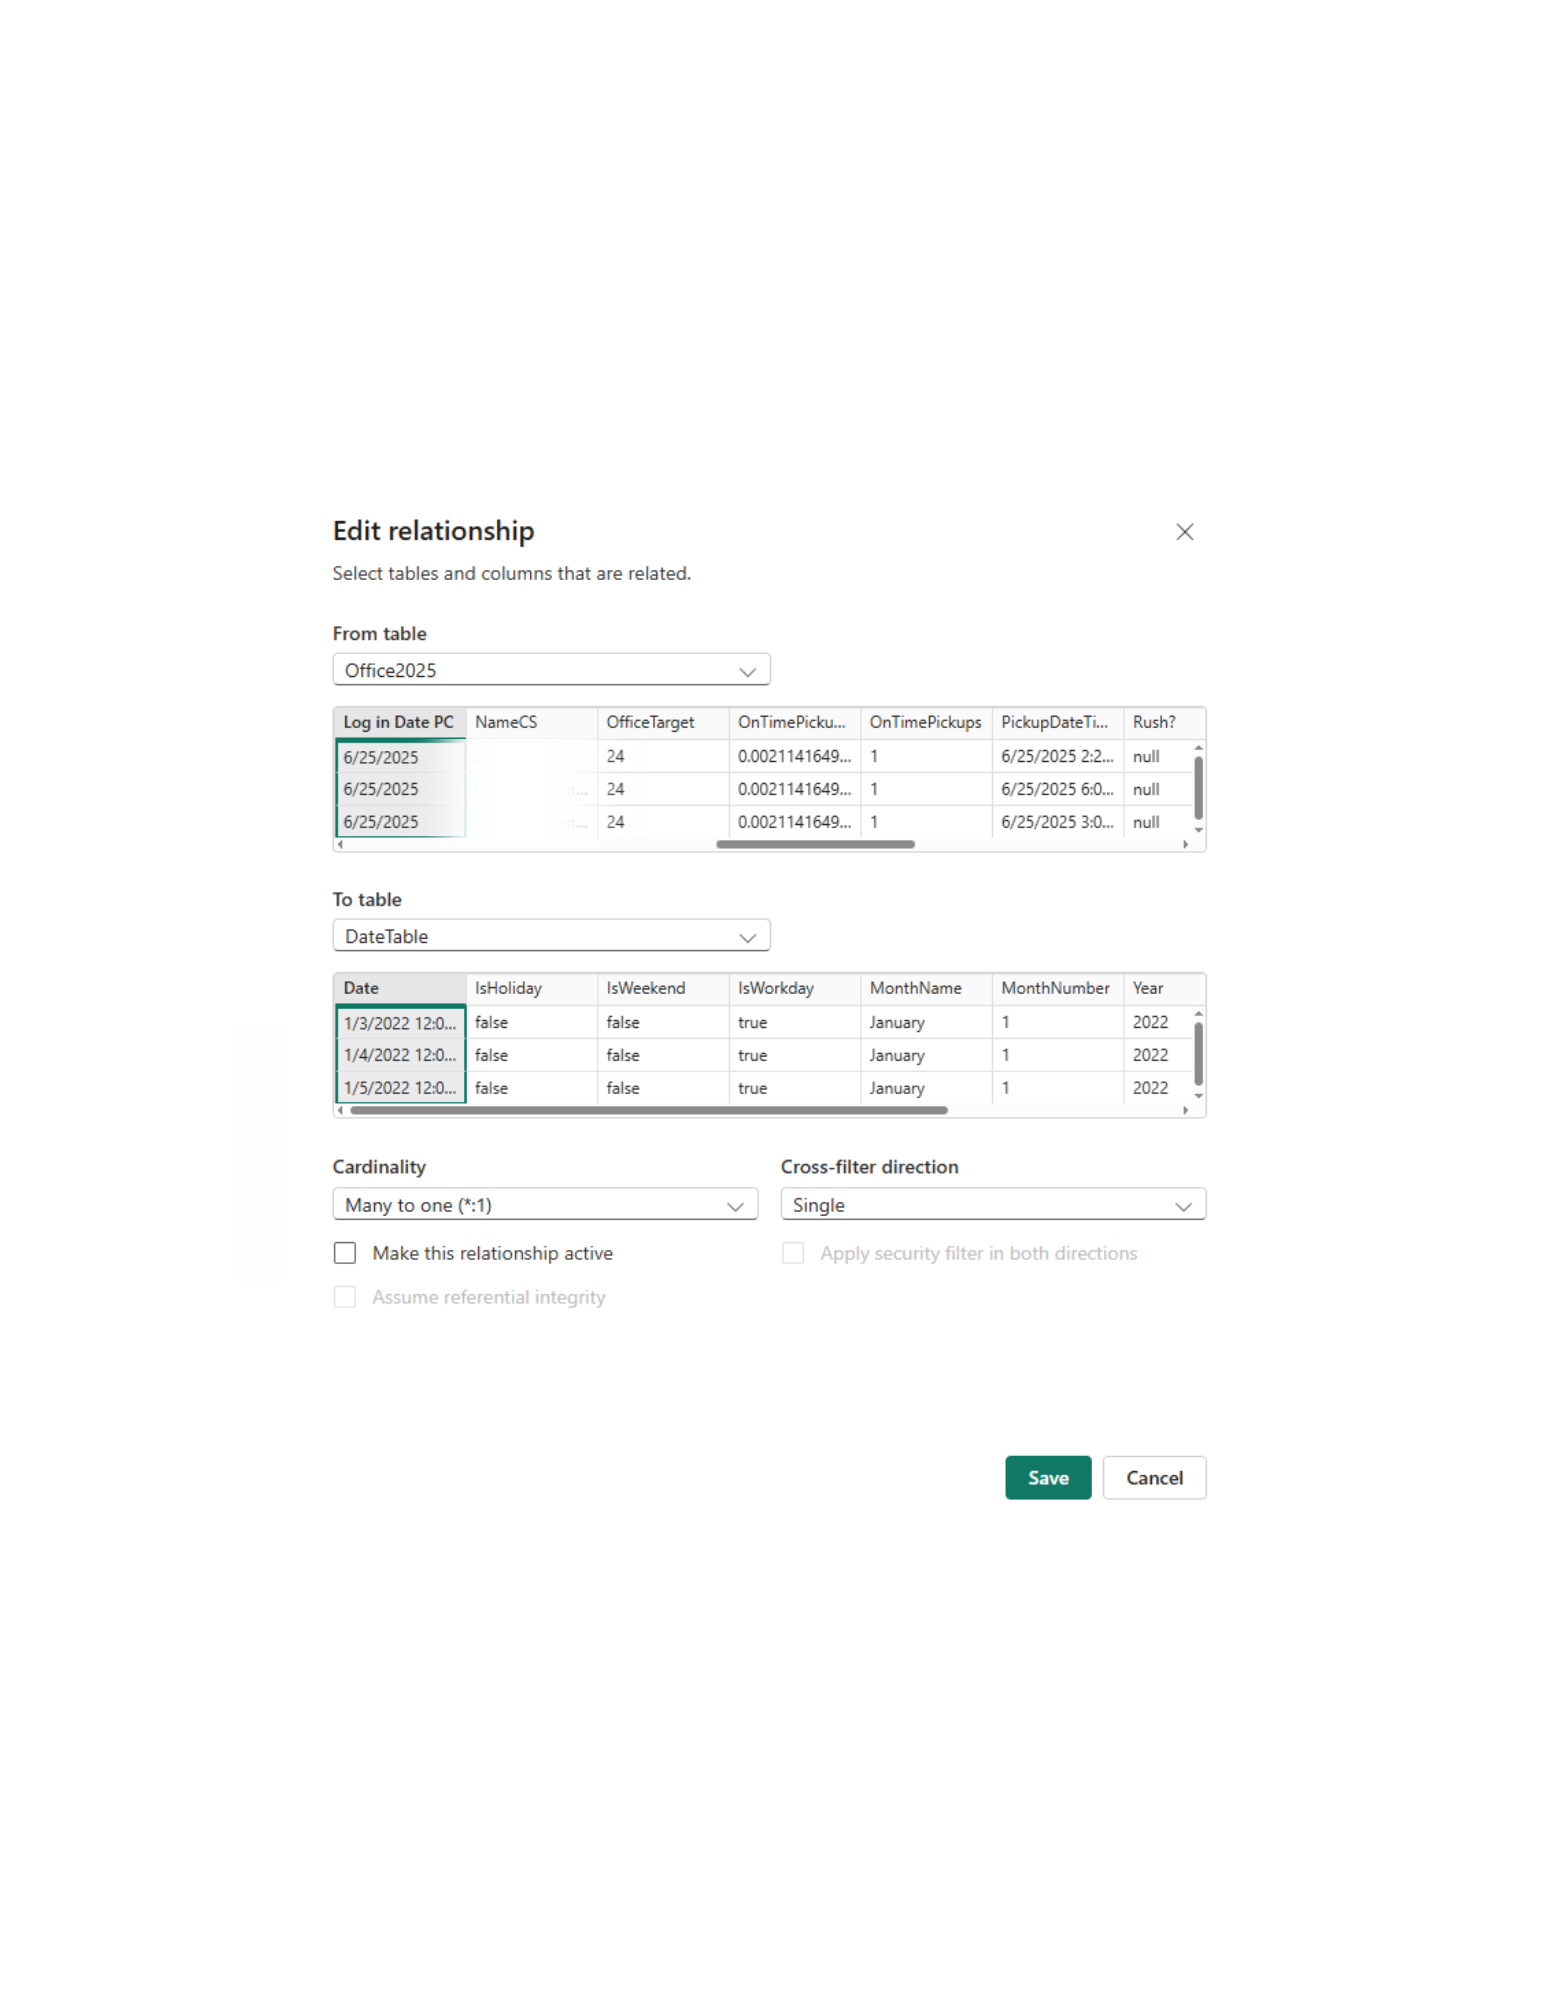 Edit relationship
Select tables and columns that are related.
From table
Office2025
Log in Date PC NameCS OfficeTarget OnTimePicku... OnTimePickups PickupDateTi... Rush?
6/25/2025 24 0.0021141649... 1 6/25/2025 2:2... null
6/25/2025 24 0.0021141649... 1 6/25/2025 6:0... null
6/25/2025 24 0.0021141649... 1 6/25/2025 3:0... null
To table
DateTable
Date IsHoliday IsWeekend IsWorkday MonthName MonthNumber Year
1/3/2022 12:0... false false true January 1 2022
1/4/2022 12:0... false false true January 1 2022
1/5/2022 12:0... false false true January 1 2022
Cardinality Cross-filter direction
Many to one (*:1) Single
Make this relationship active Apply security filter in both directions
Assume referential integrity
Save Cancel